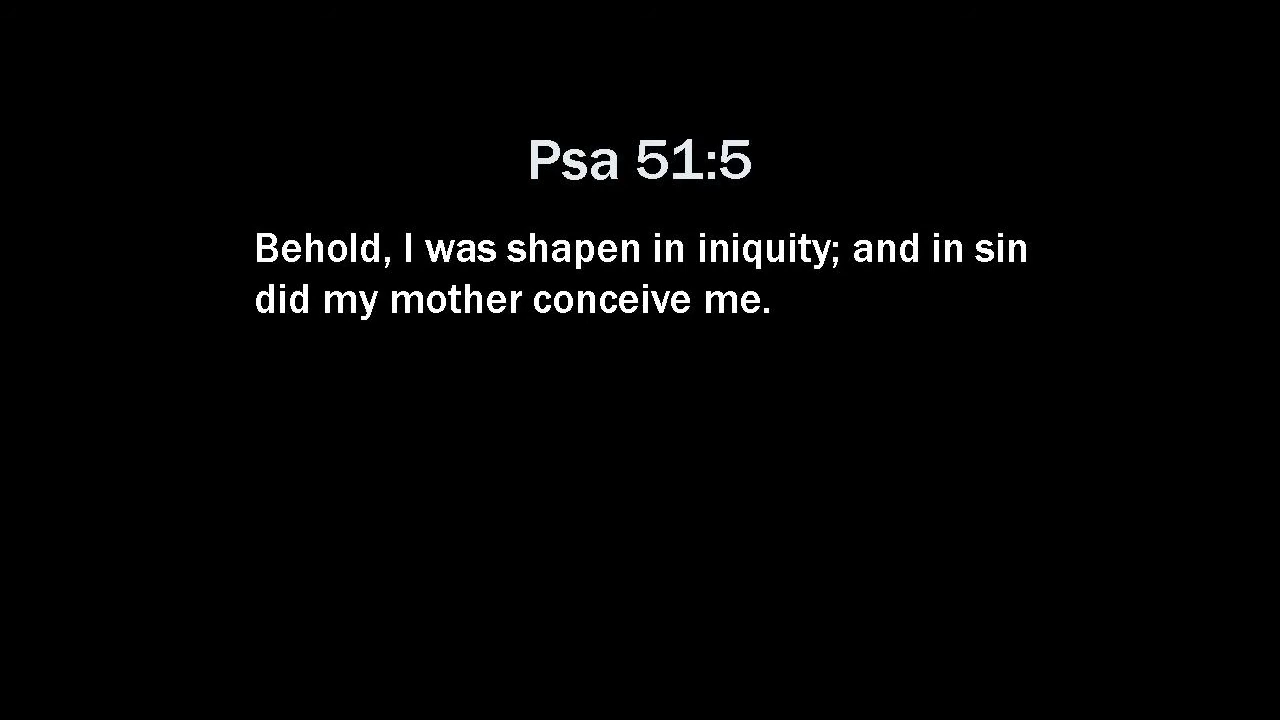 Psa 51:5
Behold, I was shapen in iniquity; and in sin
did my mother conceive me.